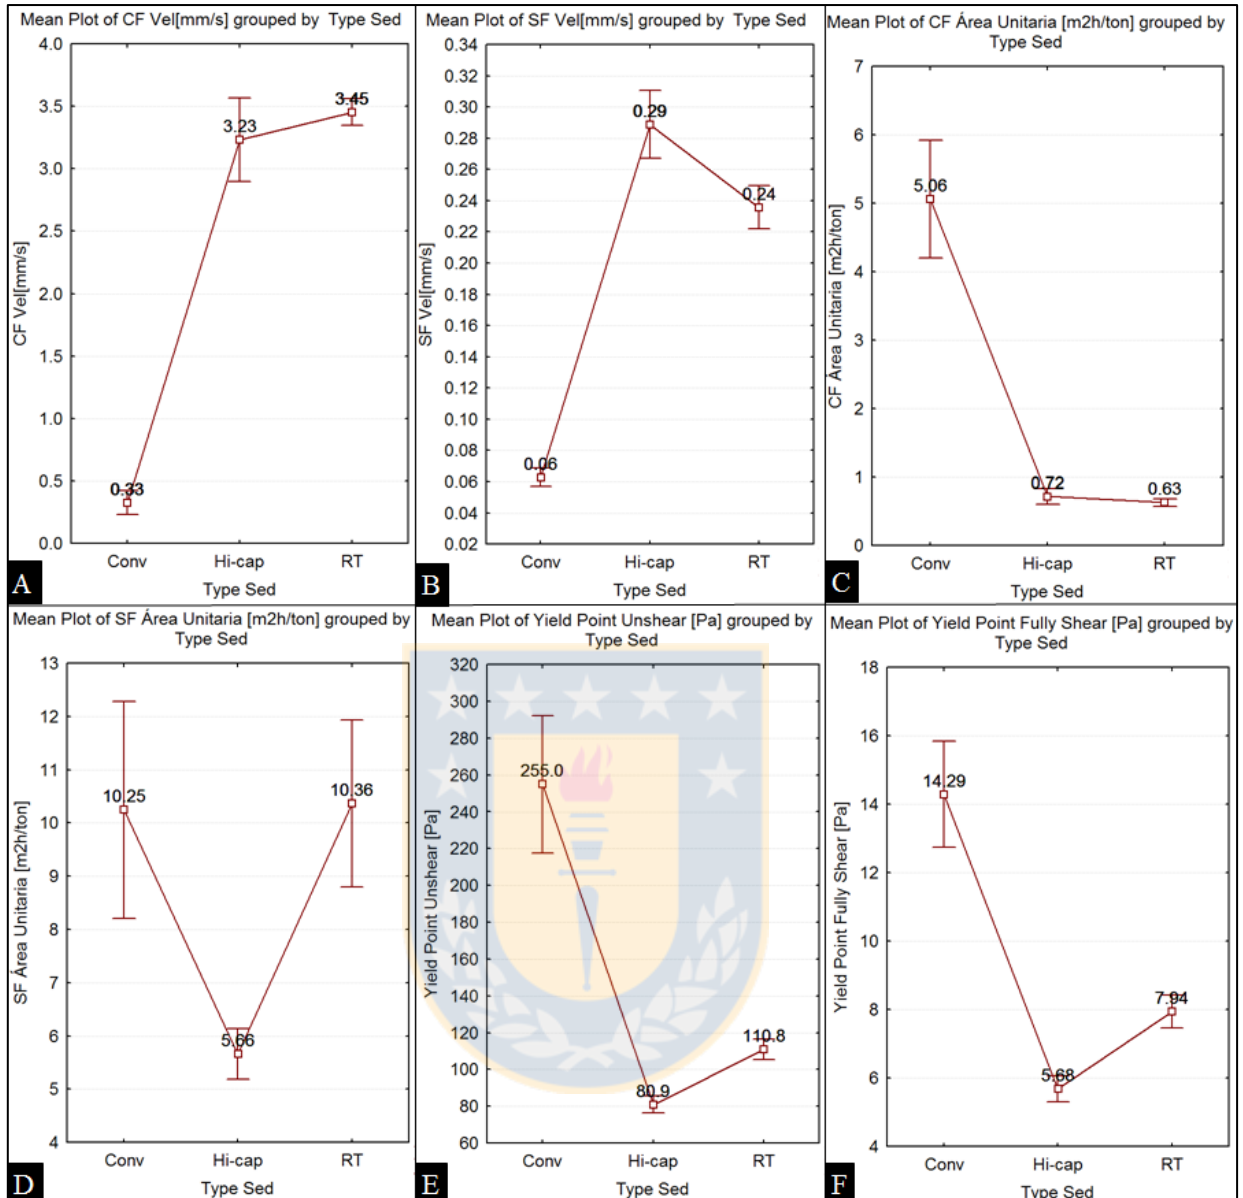 Mean Plot of CF Vel[mm/s] grouped by Type Sed
4.0
3.5
3.0
2.5
2.0
1.5
1.0
0.5
0.0
CF Vel[mm/s]
0.33
3.23
3.45
Conv Hi-cap RT
Type Sed
A
Mean Plot of SF Vel[mm/s] grouped by Type Sed
0.34
0.32
0.30
0.28
0.26
0.24
0.22
0.20
0.18
0.16
0.14
0.12
0.10
0.08
0.06
0.04
0.02
SF Vel[mm/s]
0.06
0.29
0.24
Conv Hi-cap RT
Type Sed
B
Mean Plot of CF Área Unitaria [m2h/ton] grouped by
Type Sed
7
6
5
4
3
2
1
0
CF Área Unitaria [m2h/ton]
5.06
0.72
0.63
Conv Hi-cap RT
Type Sed
C
Mean Plot of SF Área Unitaria [m2h/ton] grouped by
Type Sed
13
12
11
10
9
8
7
6
5
4
SF Área Unitaria [m2h/ton]
10.25
5.66
10.36
Conv Hi-cap RT
Type Sed
D
Mean Plot of Yield Point Unshear [Pa] grouped by
Type Sed
320
300
280
260
240
220
200
180
160
140
120
100
80
60
Yield Point Unshear [Pa]
255.0
80.9
110.8
Conv Hi-cap RT
Type Sed
E
Mean Plot of Yield Point Fully Shear [Pa] grouped by
Type Sed
18
16
14
12
10
8
6
4
Yield Point Fully Shear [Pa]
14.29
5.68
7.94
Conv Hi-cap RT
Type Sed
F